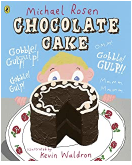 Michael Rosen
CHOCOLATE
CAKE
Gobble!
Gulp!
Gobble!
GULP!
Gobble!
Gulp!
illustrated by
Kevin Waldron